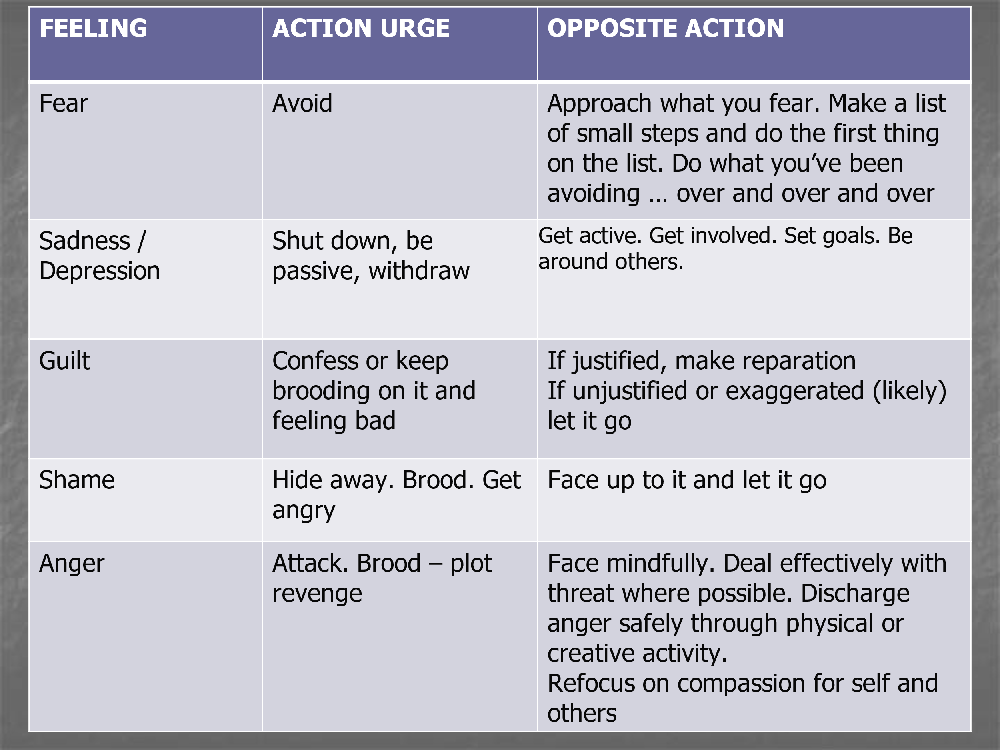 FEELING
ACTION URGE
OPPOSITE ACTION
Fear
Avoid
Approach what you fear. Make a list
of small steps and do the first thing
on the list. Do what you’ve been
avoiding … over and over and over
Sadness /
Depression
Shut down, be
passive, withdraw
Get active. Get involved. Set goals. Be
around others.
Guilt
Confess or keep
brooding on it and
feeling bad
If justified, make reparation
If unjustified or exaggerated (likely)
let it go
Shame
Hide away. Brood. Get
angry
Face up to it and let it go
Anger
Attack. Brood – plot
revenge
Face mindfully. Deal effectively with
threat where possible. Discharge
anger safely through physical or
creative activity.
Refocus on compassion for self and
others